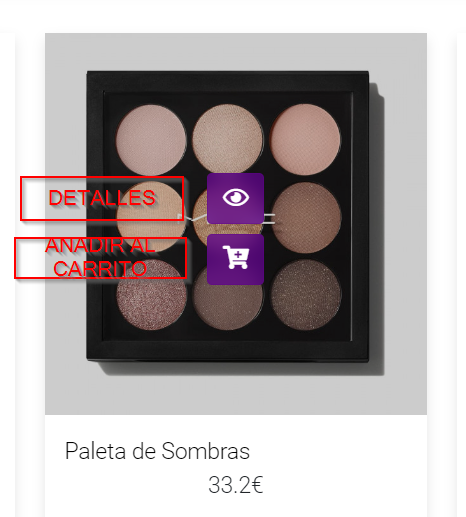 DETALLES
AÑADIR AL
CARRITO
Paleta de Sombras
33.2€